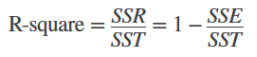 R-square = SSR/SST = 1 − SSE/SST